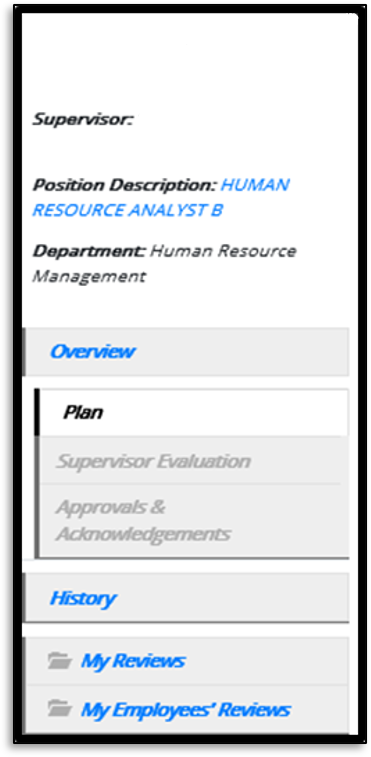 Supervisor:
Position Description: HUMAN
RESOURCE ANALYST B
Department: Human Resource
Management
Overview
Plan
Supervisor Evaluation
Approvals &
Acknowledgements
History
My Reviews
My Employees' Reviews